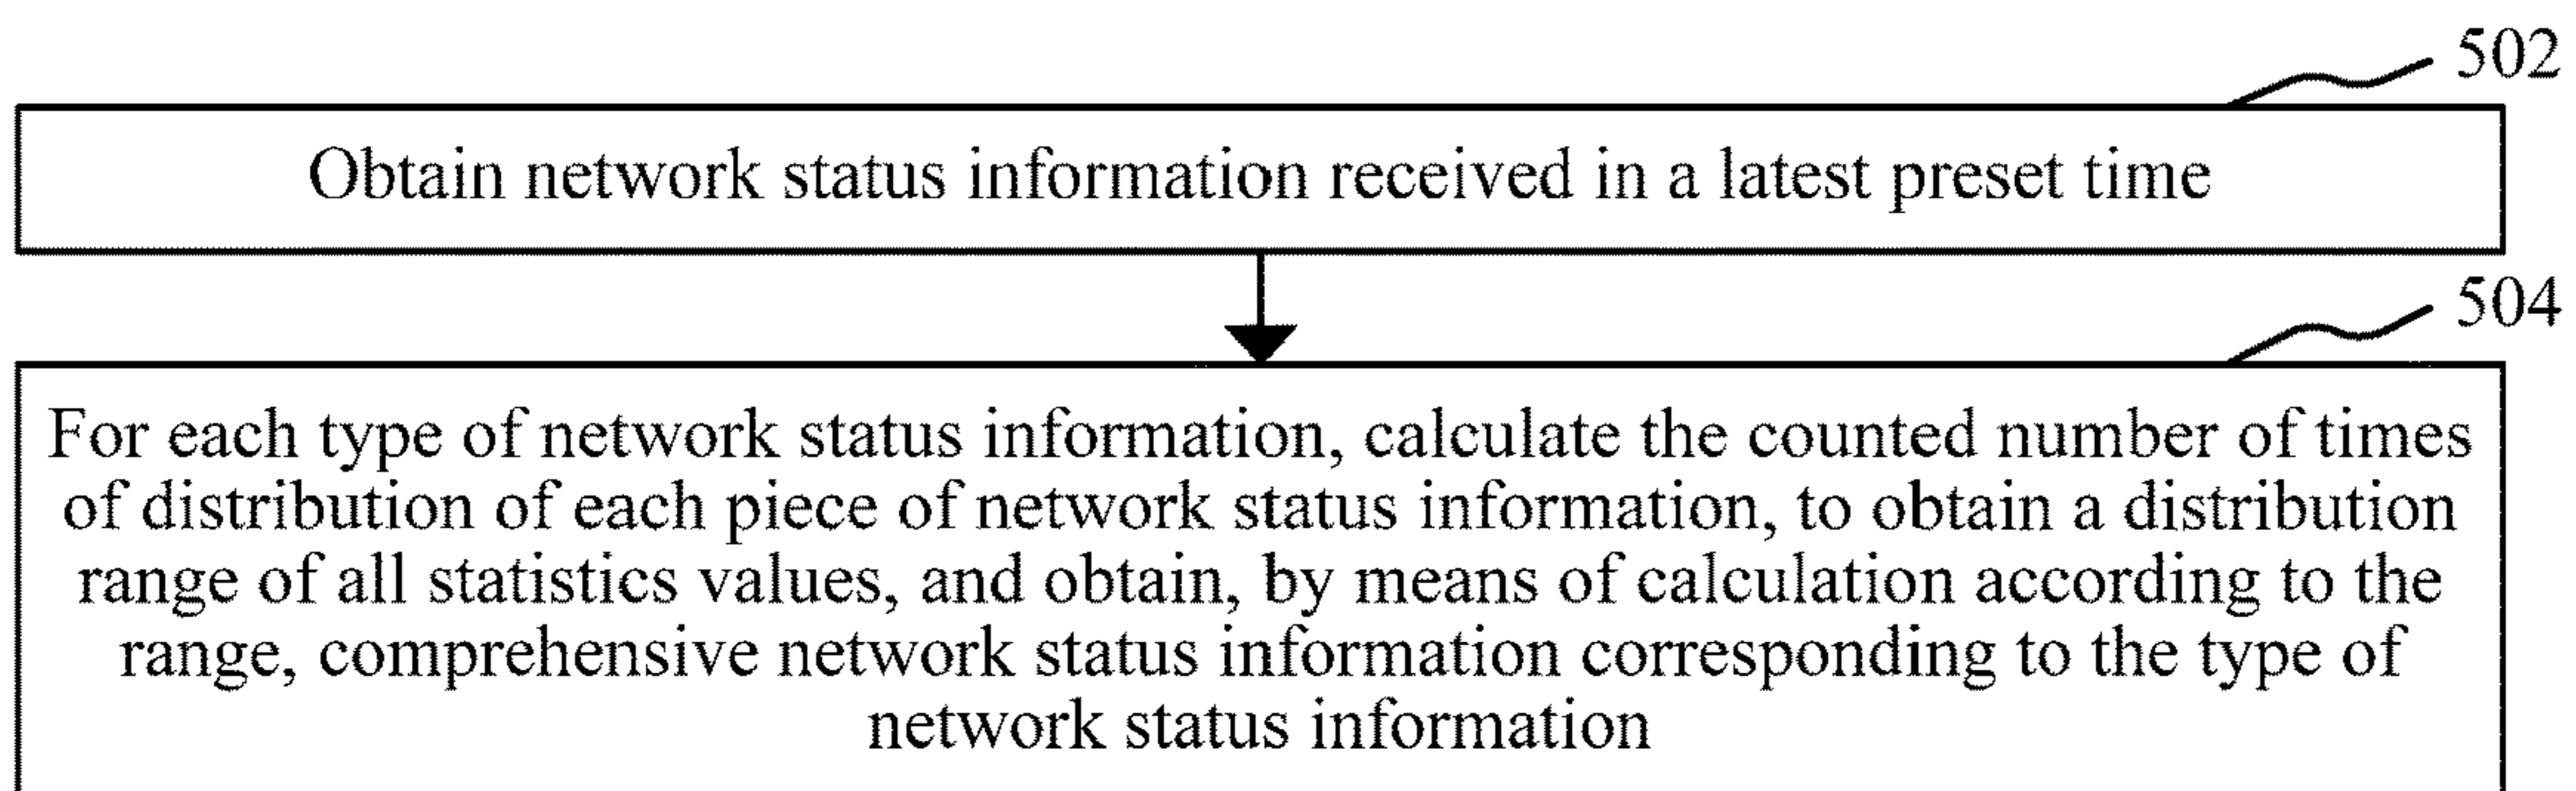 502
Obtain network status information received in a latest preset time
504
For each type of network status information, calculate the counted number of times
of distribution of each piece of network status information, to obtain a distribution
range of all statistics values, and obtain, by means of calculation according to the
range, comprehensive network status information corresponding to the type of
network status information